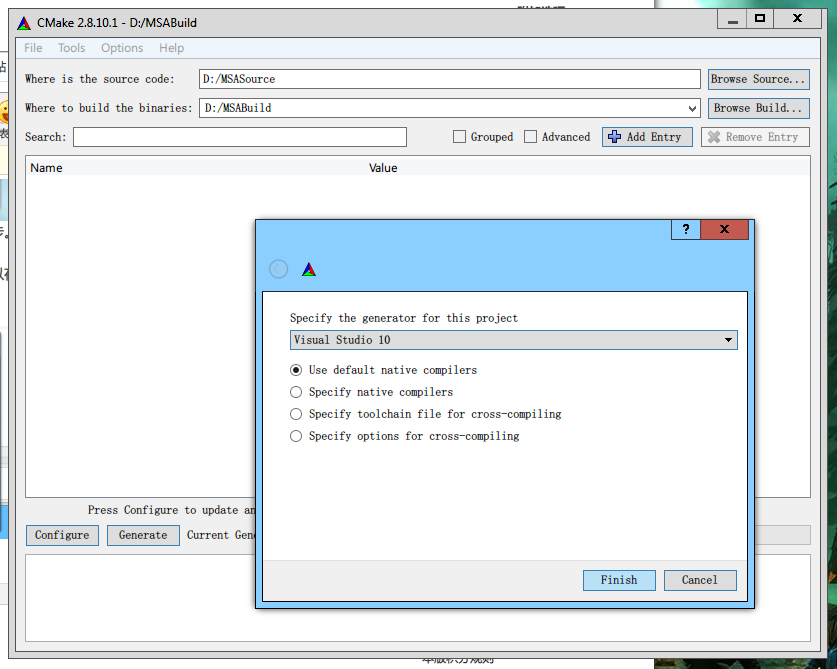 CMake 2.8.10.1 - D:/MSABuild
File Tools Options Help
Where is the source code: D:/MSASource Browse Source...
Where to build the binaries: D:/MSABuild Browse Build...
Search: Grouped Advanced Add Entry Remove Entry
Name Value
?
Specify the generator for this project
Visual Studio 10
Use default native compilers
Specify native compilers
Specify toolchain file for cross-compiling
Specify options for cross-compiling
Finish Cancel
Press Configure to update an
Configure Generate Current Gen